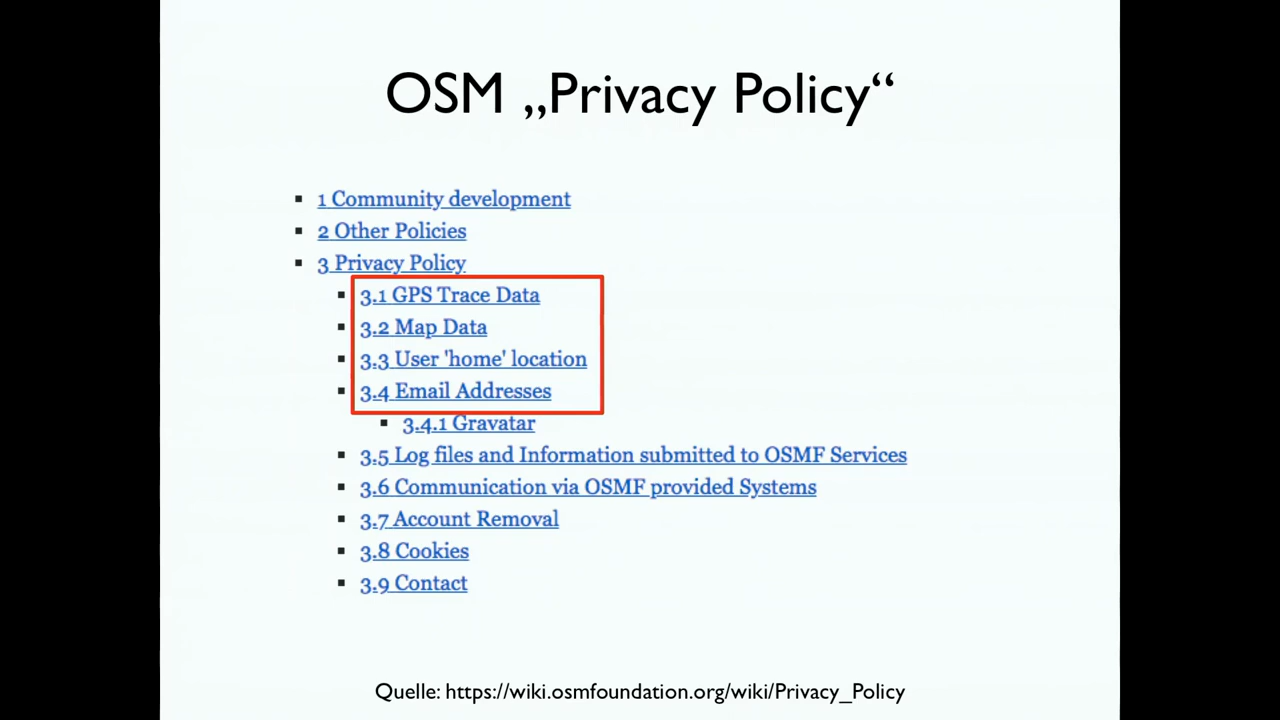 OSM „Privacy Policy“
1 Community development
2 Other Policies
3 Privacy Policy
3.1 GPS Trace Data
3.2 Map Data
3.3 User 'home' location
3.4 Email Addresses
3.4.1 Gravatar
3.5 Log files and Information submitted to OSMF Services
3.6 Communication via OSMF provided Systems
3.7 Account Removal
3.8 Cookies
3.9 Contact
Quelle: https://wiki.osmfoundation.org/wiki/Privacy_Policy